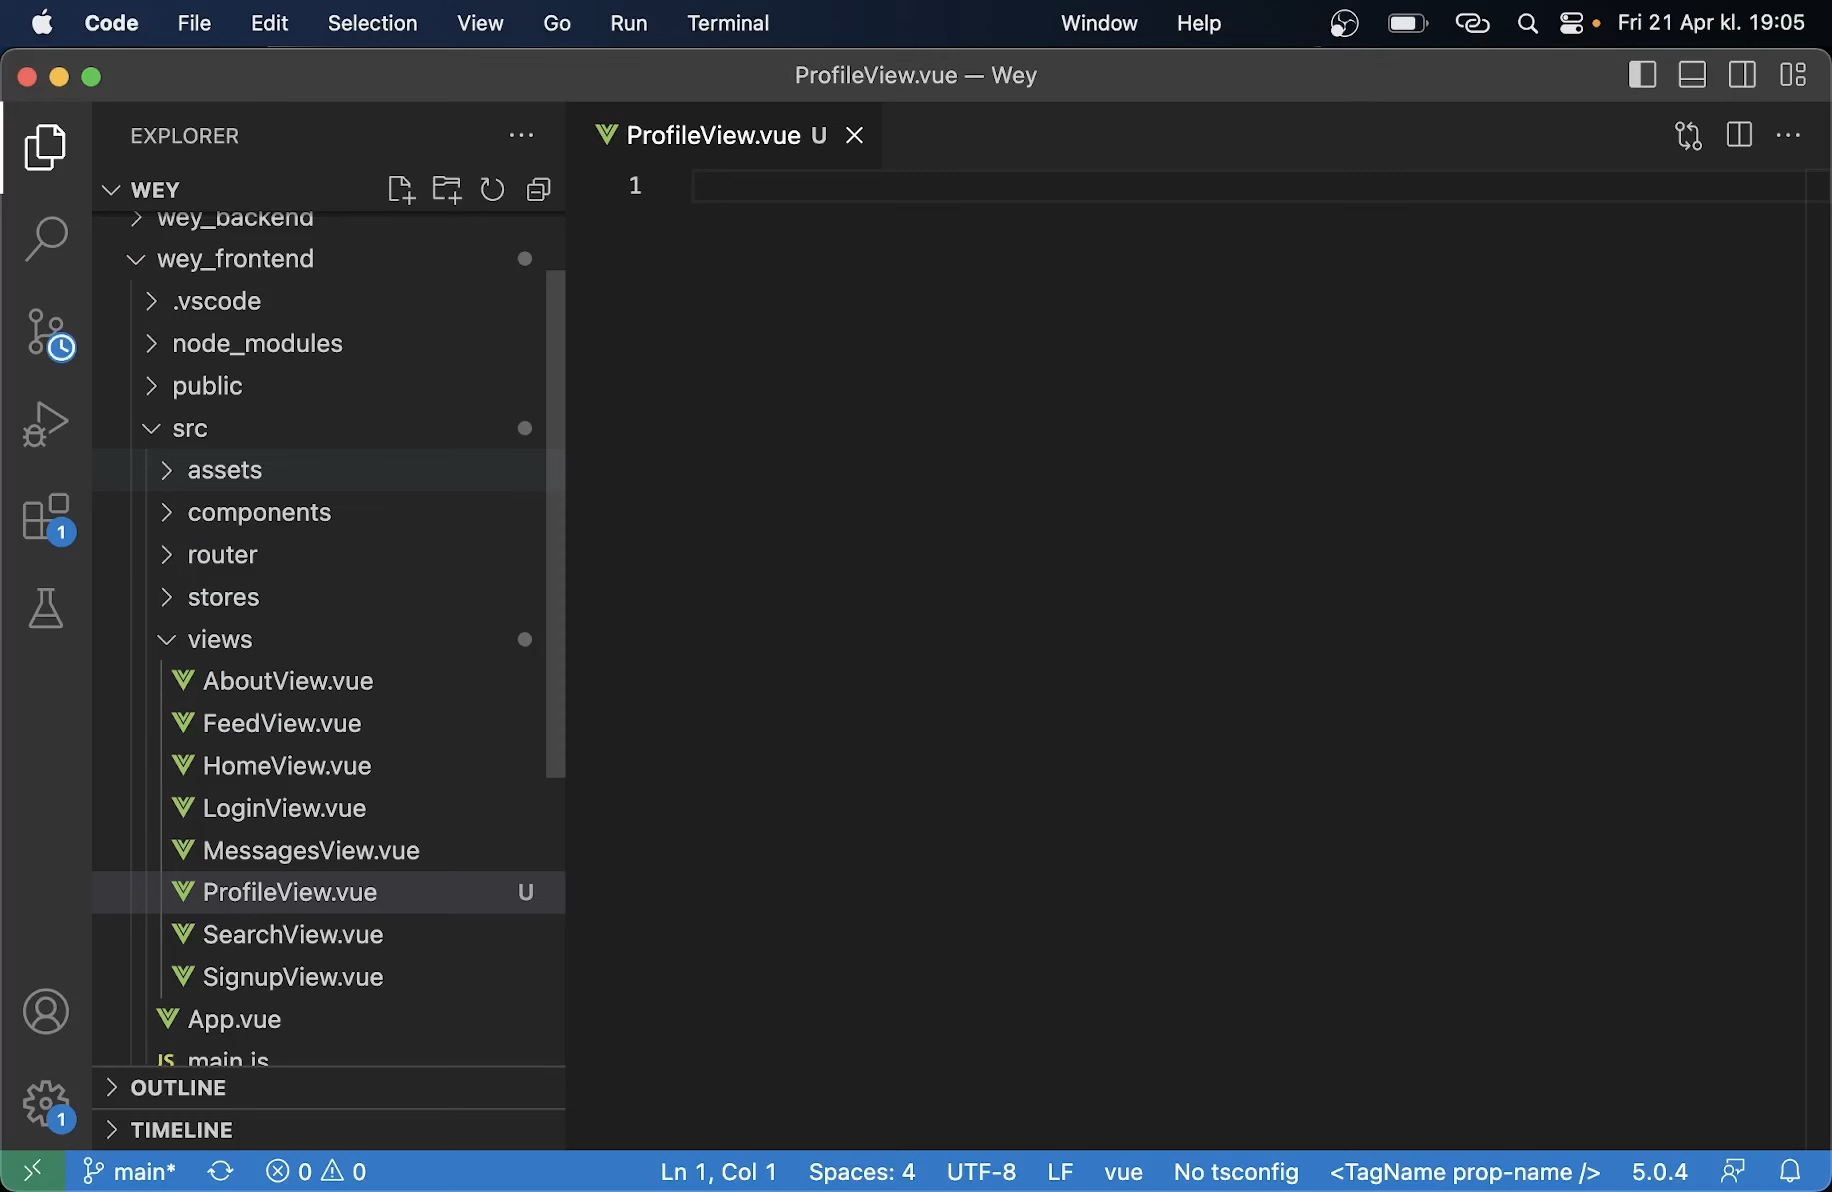 Code File Edit Selection View Go Run Terminal Window Help Fri 21 Apr kl. 19:05
ProfileView.vue — Wey
EXPLORER
ProfileView.vue U
WEY
1
wey_backend
wey_frontend
.vscode
node_modules
public
src
assets
components
router
stores
views
AboutView.vue
FeedView.vue
HomeView.vue
LoginView.vue
MessagesView.vue
ProfileView.vue U
SearchView.vue
SignupView.vue
App.vue
JS main.js
OUTLINE
TIMELINE
1
1
main* 0 0 Ln 1, Col 1 Spaces: 4 UTF-8 LF vue No tsconfig <TagName prop-name /> 5.0.4